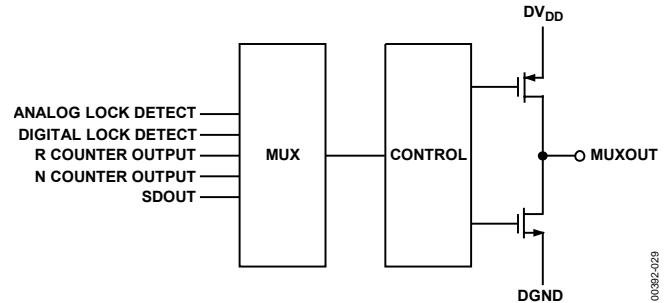 DVDD
ANALOG LOCK DETECT
DIGITAL LOCK DETECT
R COUNTER OUTPUT
N COUNTER OUTPUT
SDOUT
MUX
CONTROL
MUXOUT
DGND
00392-029